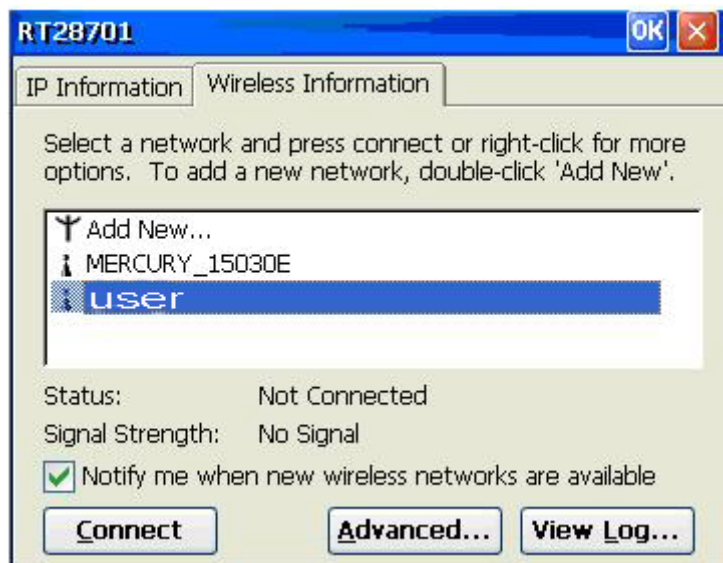 RT28701 OK
IP Information Wireless Information
Select a network and press connect or right-click for more
options. To add a new network, double-click 'Add New'.
Add New...
MERCURY_15030E
user
Status: Not Connected
Signal Strength: No Signal
Notify me when new wireless networks are available
Connect Advanced... View Log...